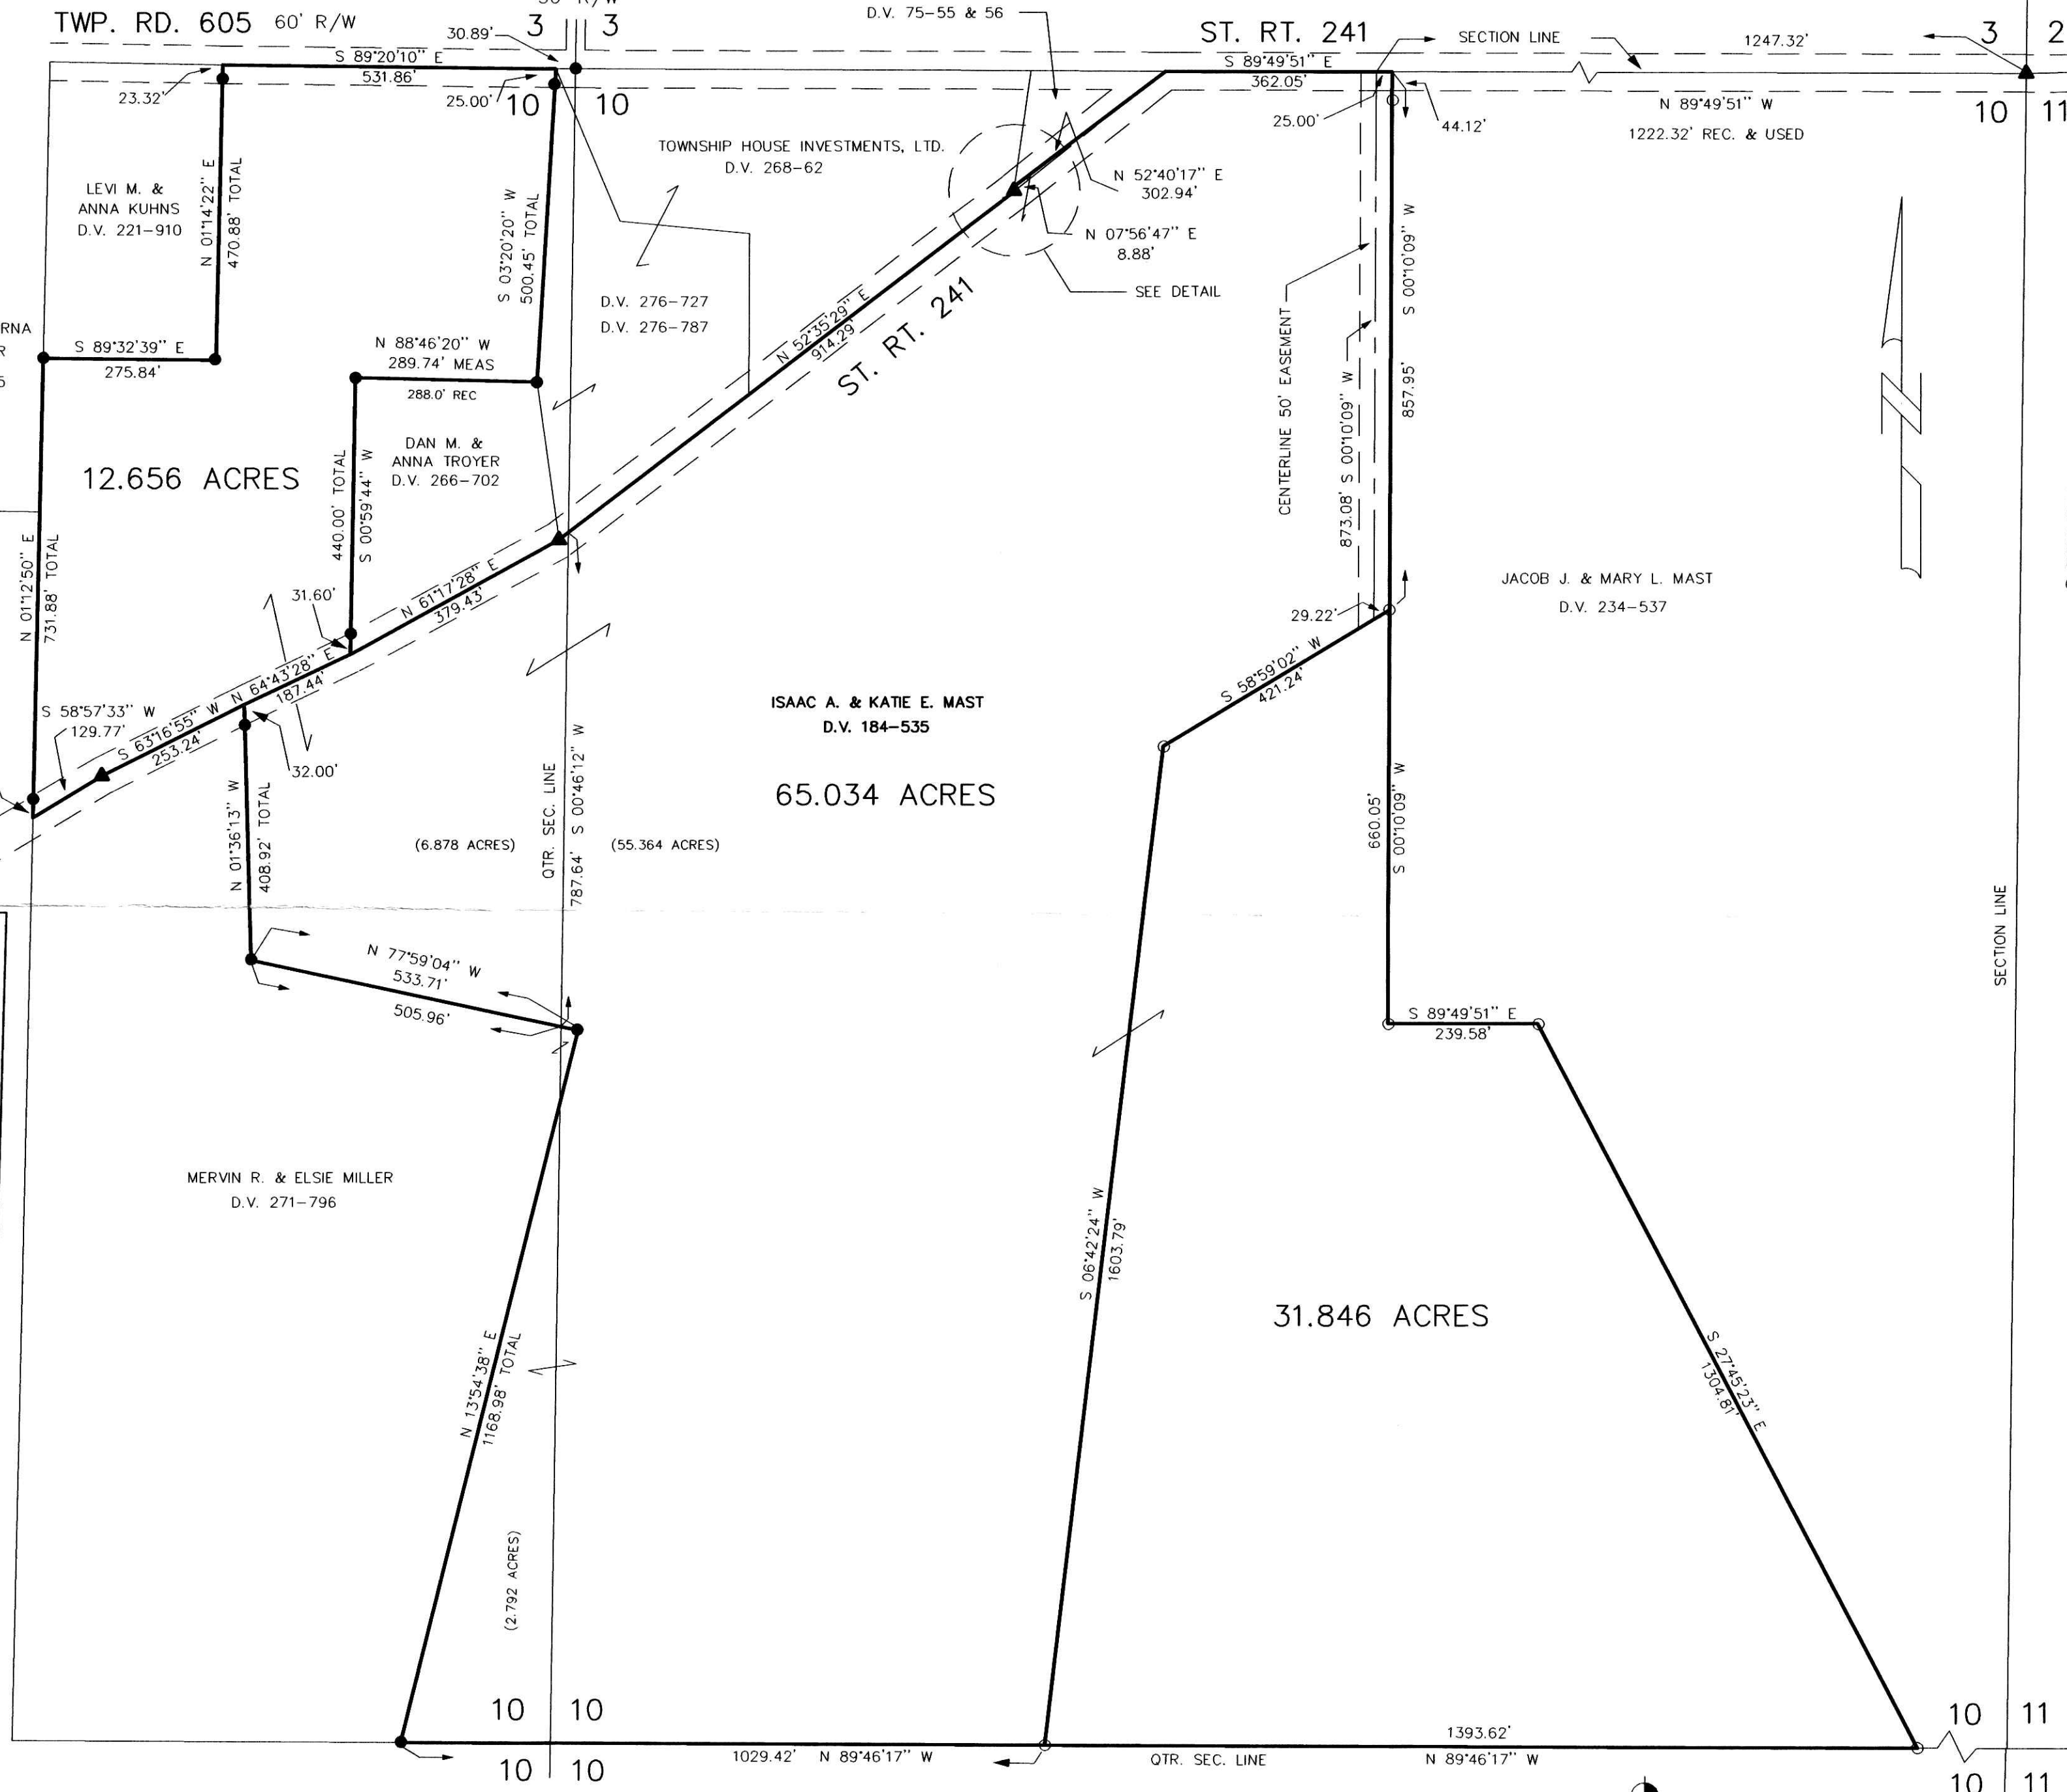 TWP. RD. 605 60' R/W
3 3
D.V. 75-55 & 56
ST. RT. 241
SECTION LINE
1247.32'
3 2
30.89'
S 89°20'10" E
531.86'
23.32'
25.00'
10 10
S 89°49'51" E
362.05'
25.00'
44.12'
N 89°49'51" W
1222.32' REC. & USED
10 11
LEVI M. &
ANNA KUHNS
D.V. 221-910
N 01°14'22" E
470.88' TOTAL
S 03°20'20" W
500.45' TOTAL
TOWNSHIP HOUSE INVESTMENTS, LTD.
D.V. 268-62
N 52°40'17" E
302.94'
N 07°56'47" E
8.88'
SEE DETAIL
D.V. 276-727
D.V. 276-787
N 52°35'29" E
914.29'
ST. RT. 241
CENTERLINE 50' EASEMENT
873.08' S 00°10'09" W
S 00°10'09" W
857.95'
RNA
R
S 89°32'39" E
275.84'
N 88°46'20" W
289.74' MEAS
288.0' REC
DAN M. &
ANNA TROYER
D.V. 266-702
12.656 ACRES
440.00' TOTAL
S 00°59'44" W
N 01°12'50" E
731.88' TOTAL
31.60'
N 61°17'28" E
379.43'
N 64°43'28" E
187.44'
S 58°57'33" W
129.77'
S 63°16'55" W
253.24'
32.00'
N 01°36'13" W
408.92' TOTAL
JACOB J. & MARY L. MAST
D.V. 234-537
29.22'
S 58°59'02" W
421.24'
ISAAC A. & KATIE E. MAST
D.V. 184-535
65.034 ACRES
(6.878 ACRES)
(55.364 ACRES)
QTR. SEC. LINE
787.64' S 00°46'12" W
660.05'
S 00°10'09" W
SECTION LINE
N 77°59'04" W
533.71'
505.96'
S 89°49'51" E
239.58'
MERVIN R. & ELSIE MILLER
D.V. 271-796
S 06°42'24" W
1603.79'
31.846 ACRES
S 27°45'23" E
1304.81'
N 13°54'38" E
1168.98' TOTAL
(2.792 ACRES)
10 10
10 10
1029.42' N 89°46'17" W
QTR. SEC. LINE
1393.62'
N 89°46'17" W
10 11
10 11